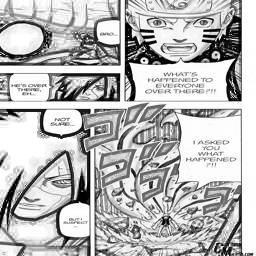 BRO...
WHAT'S
HAPPENED TO
EVERYONE
OVER THERE?!!
HE'S OVER
THERE,
EH...
NOT
SURE...
I ASKED
YOU
WHAT
HAPPENED
?!!
BUT I
SUSPECT
...